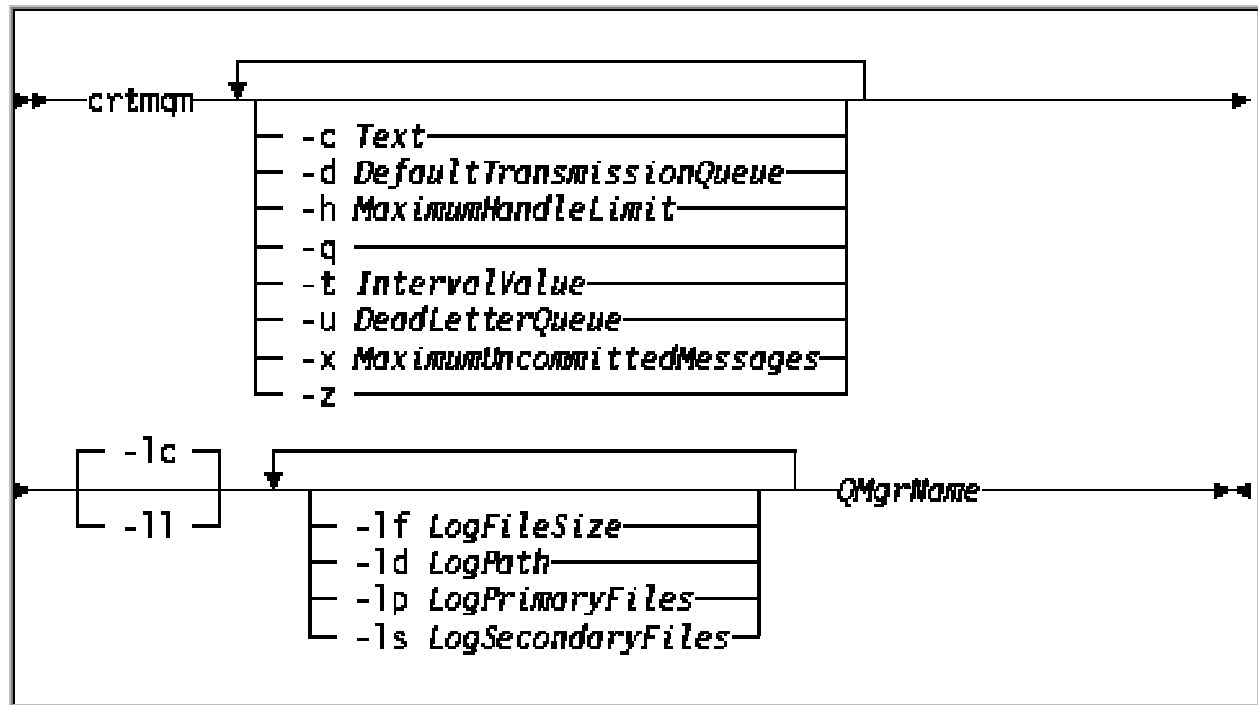 crtmqm
-c Text
-d DefaultTransmissionQueue
-h MaximumHandleLimit
-q
-t IntervalValue
-u DeadLetterQueue
-x MaximumUncommittedMessages
-z
-lc
-ll
-lf LogFileSize
-ld LogPath
-lp LogPrimaryFiles
-ls LogSecondaryFiles
QMgrName